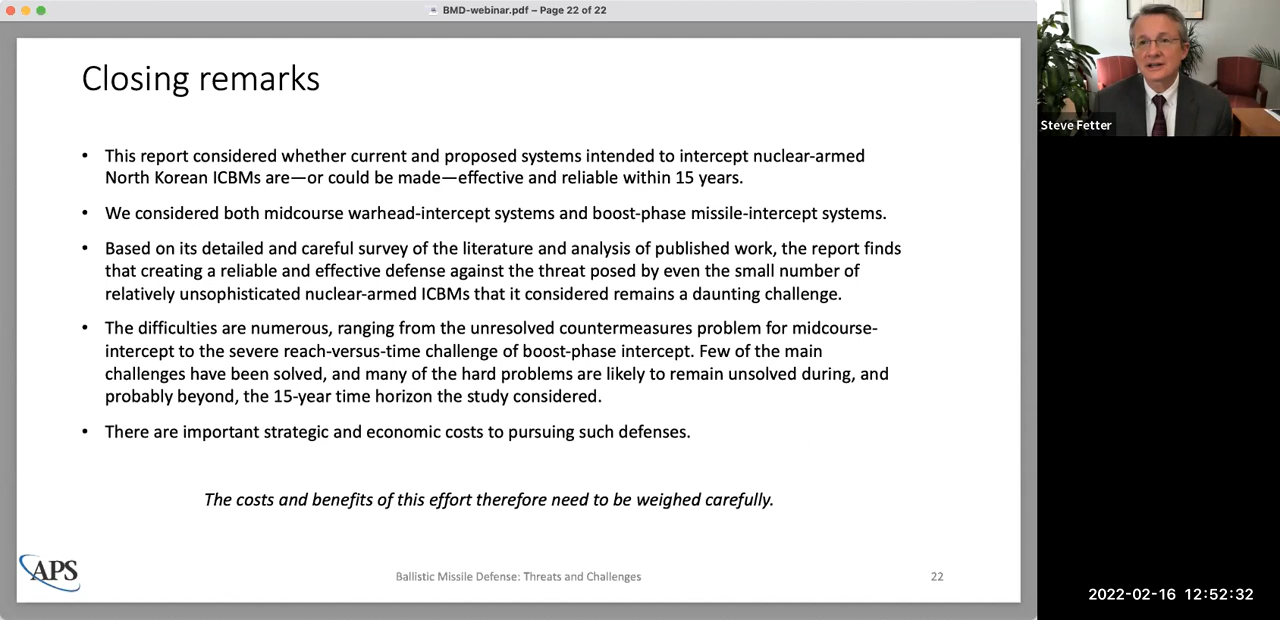 BMD-webinar.pdf – Page 22 of 22
Closing remarks
• This report considered whether current and proposed systems intended to intercept nuclear-armed
North Korean ICBMs are—or could be made—effective and reliable within 15 years.
• We considered both midcourse warhead-intercept systems and boost-phase missile-intercept systems.
• Based on its detailed and careful survey of the literature and analysis of published work, the report finds
that creating a reliable and effective defense against the threat posed by even the small number of
relatively unsophisticated nuclear-armed ICBMs that it considered remains a daunting challenge.
• The difficulties are numerous, ranging from the unresolved countermeasures problem for midcourse-
intercept to the severe reach-versus-time challenge of boost-phase intercept. Few of the main
challenges have been solved, and many of the hard problems are likely to remain unsolved during, and
probably beyond, the 15-year time horizon the study considered.
• There are important strategic and economic costs to pursuing such defenses.
The costs and benefits of this effort therefore need to be weighed carefully.
APS
Ballistic Missile Defense: Threats and Challenges
22
Steve Fetter
2022-02-16 12:52:32